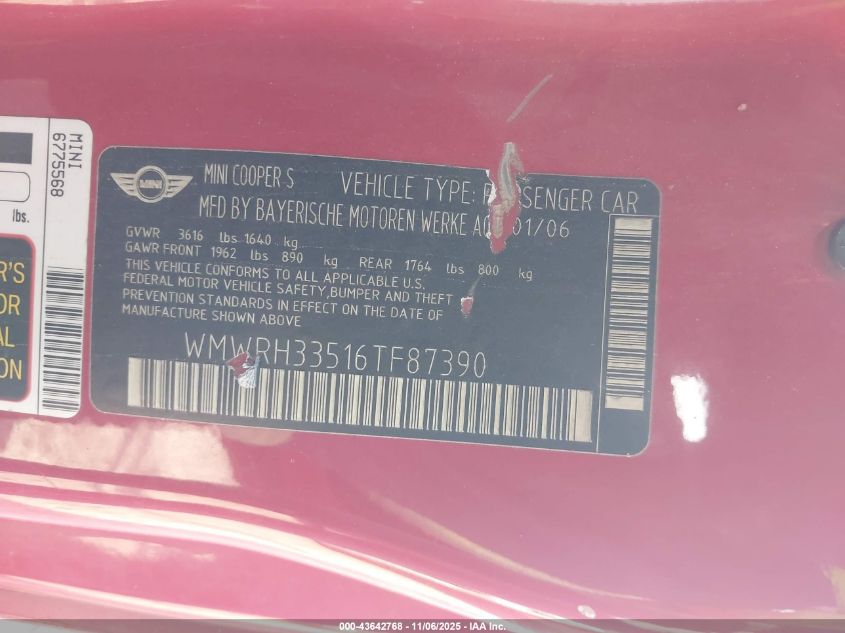 MINI
6775568
lbs.
R'S
OR
AL
ON
MINI
MINI COOPER S VEHICLE TYPE: P SENGER CAR
MFD BY BAYERISCHE MOTOREN WERKE AG 01/06
GVWR 3616 lbs 1640 kg
GAWR FRONT 1962 lbs 890 kg REAR 1764 lbs 800 kg
THIS VEHICLE CONFORMS TO ALL APPLICABLE U.S.
FEDERAL MOTOR VEHICLE SAFETY,BUMPER AND THEFT
PREVENTION STANDARDS IN EFFECT ON THE DATE OF
MANUFACTURE SHOWN ABOVE
WMWRH33516TF87390
000-43642768 - 11/06/2025 - IAA Inc.